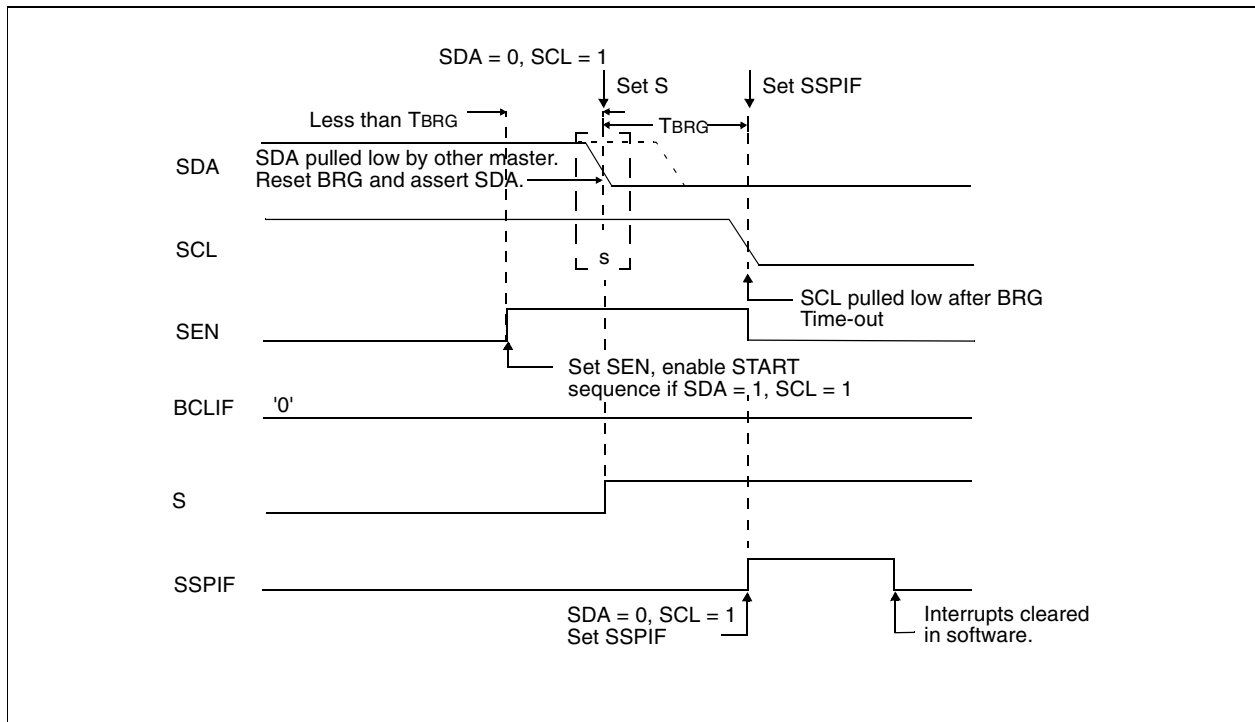 SDA = 0, SCL = 1
Set S
Set SSPIF
Less than TBRG
TBRG
SDA
SDA pulled low by other master.
Reset BRG and assert SDA.
SCL
s
SCL pulled low after BRG
Time-out
SEN
Set SEN, enable START
sequence if SDA = 1, SCL = 1
BCLIF
'0'
S
SSPIF
SDA = 0, SCL = 1
Set SSPIF
Interrupts cleared
in software.